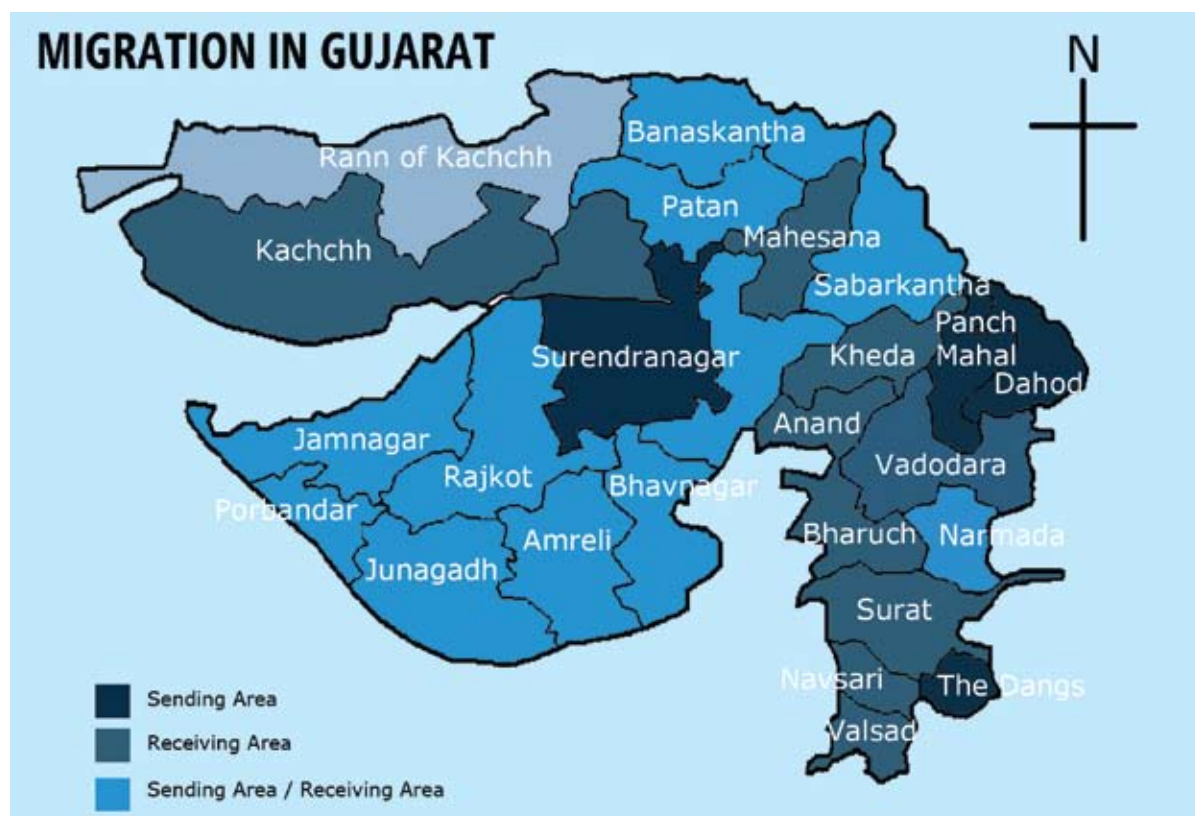 MIGRATION IN GUJARAT
N
Banaskantha
Rann of Kachchh
Patan
Mahesana
Kachchh
Sabarkantha
Panch
Mahal
Surendranagar
Kheda
Dahod
Anand
Jamnagar
Vadodara
Rajkot
Bhavnagar
Porbandar
Amreli
Bharuch
Narmada
Junagadh
Surat
Navsari
The Dangs
Valsad
Sending Area
Receiving Area
Sending Area / Receiving Area